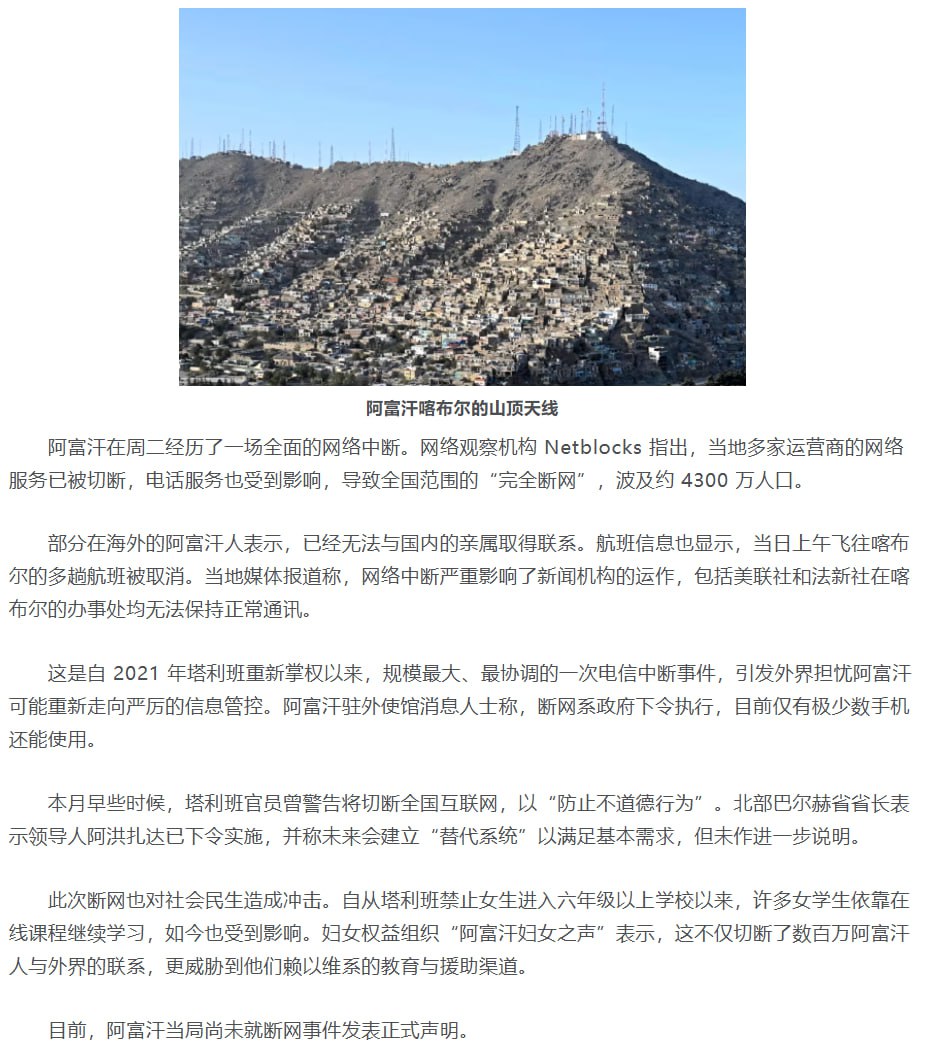 阿富汗喀布尔的山顶天线
阿富汗在周二经历了一场全面的网络中断。网络观察机构 Netblocks 指出，当地多家运营商的网络
服务已被切断，电话服务也受到影响，导致全国范围的“完全断网”，波及约 4300 万人口。
部分在海外的阿富汗人表示，已经无法与国内的亲属取得联系。航班信息也显示，当日上午飞往喀布
尔的多趟航班被取消。当地媒体报道称，网络中断严重影响了新闻机构的运作，包括美联社和法新社在喀
布尔的办事处均无法保持正常通讯。
这是自 2021 年塔利班重新掌权以来，规模最大、最协调的一次电信中断事件，引发外界担忧阿富汗
可能重新走向严厉的信息管控。阿富汗驻外使馆消息人士称，断网系政府下令执行，目前仅有极少数手机
还能使用。
本月早些时候，塔利班官员曾警告将切断全国互联网，以“防止不道德行为”。北部巴尔赫省省长表
示领导人阿洪扎达已下令实施，并称未来会建立“替代系统”以满足基本需求，但未作进一步说明。
此次断网也对社会民生造成冲击。自从塔利班禁止女生进入六年级以上学校以来，许多女学生依靠在
线课程继续学习，如今也受到影响。妇女权益组织“阿富汗妇女之声”表示，这不仅切断了数百万阿富汗
人与外界的联系，更威胁到他们赖以维系的教育与援助渠道。
目前，阿富汗当局尚未就断网事件发表正式声明。